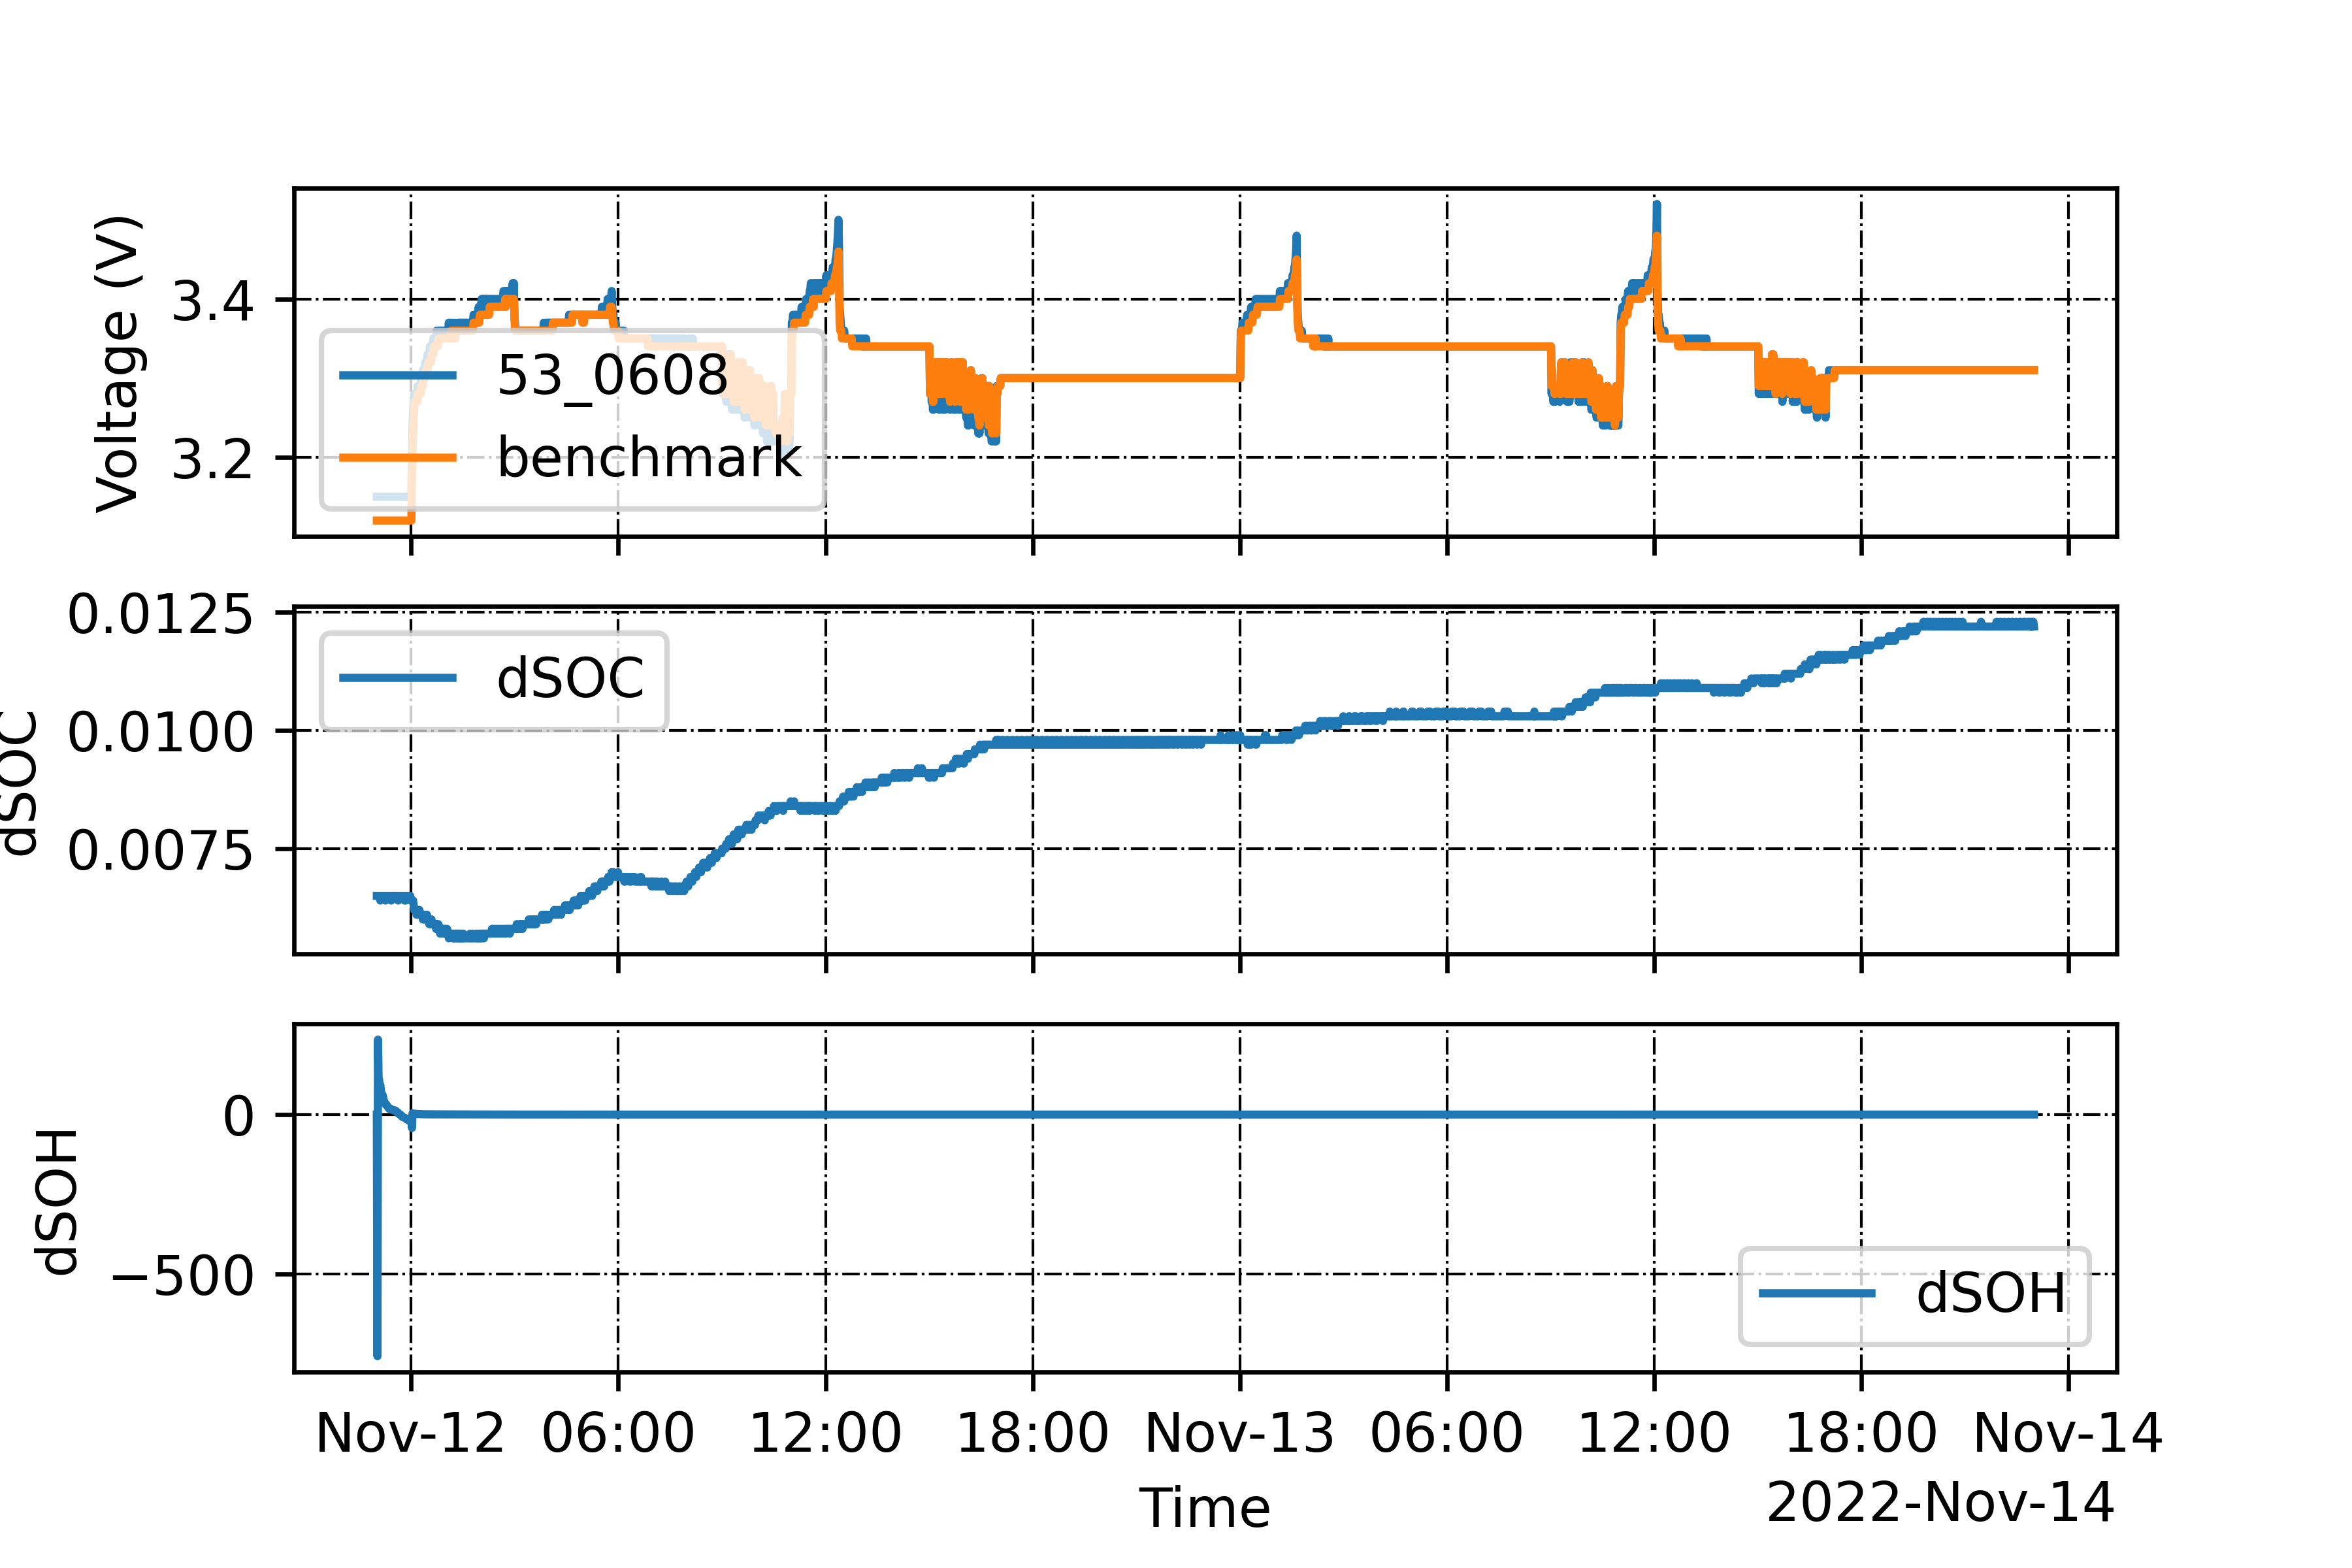 Voltage (V)
3.4
3.2
53_0608
benchmark
dSOC
0.0125
0.0100
0.0075
dSOC
dSOH
0
−500
dSOH
Nov-12 06:00 12:00 18:00 Nov-13 06:00 12:00 18:00 Nov-14
Time
2022-Nov-14